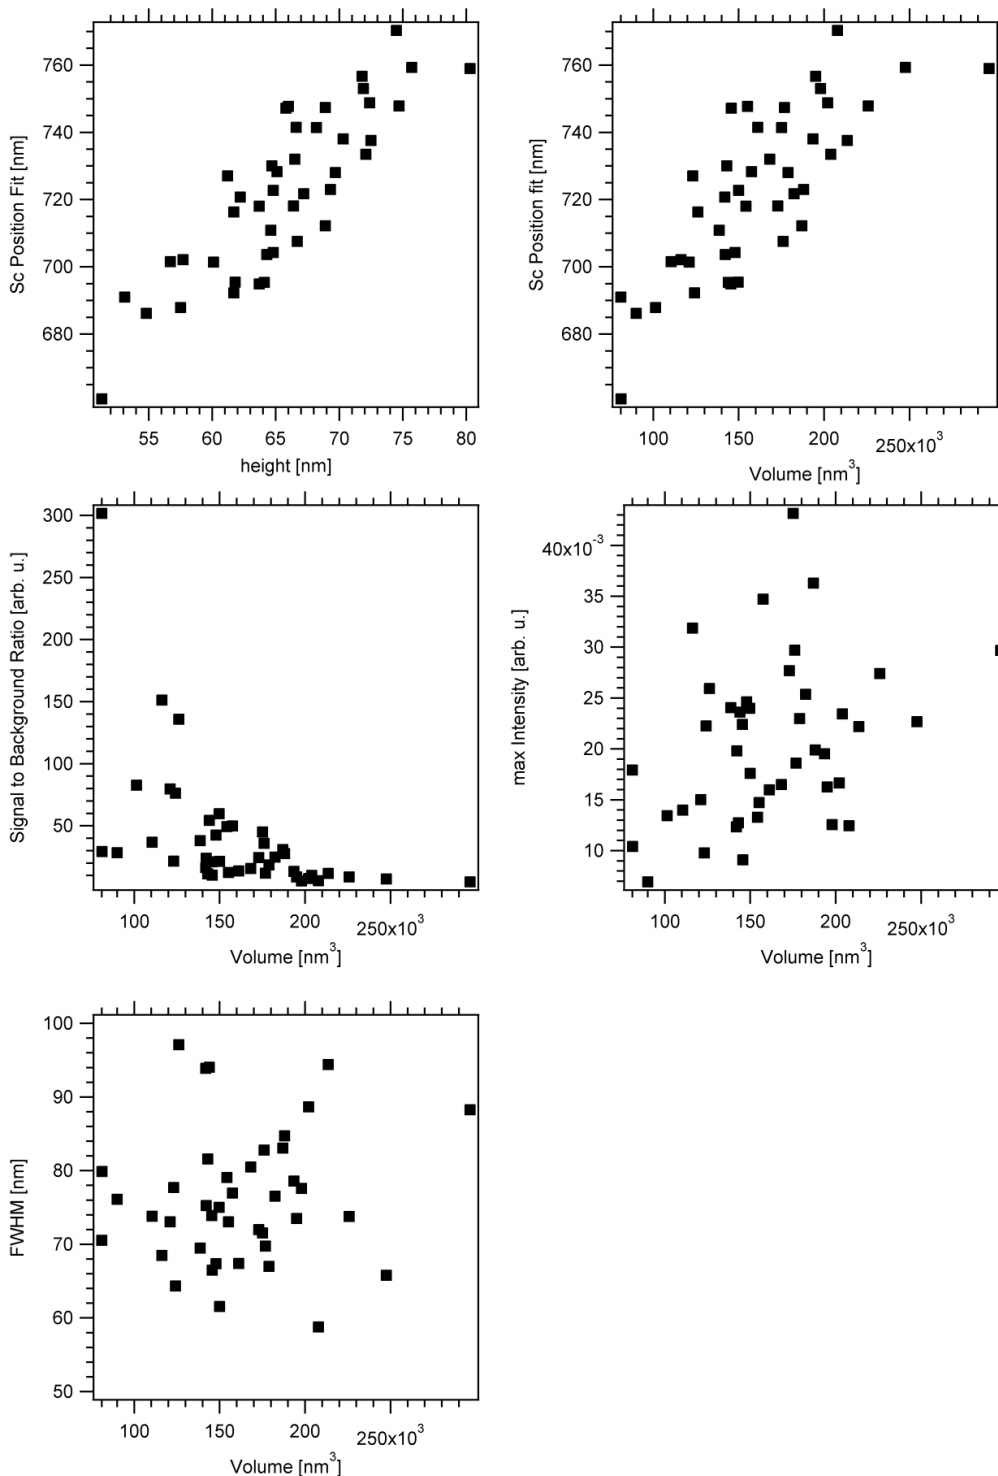 760
740
720
700
680
Sc Position Fit [nm]
55 60 65 70 75 80
height [nm]
760
740
720
700
680
Sc Position fit [nm]
100 150 200 250x10³
Volume [nm³]
300
250
200
150
100
50
Signal to Background Ratio [arb. u.]
100 150 200 250x10³
Volume [nm³]
40x10⁻³
35
30
25
20
15
10
max Intensity [arb. u.]
100 150 200 250x10³
Volume [nm³]
100
90
80
70
60
50
FWHM [nm]
100 150 200 250x10³
Volume [nm³]